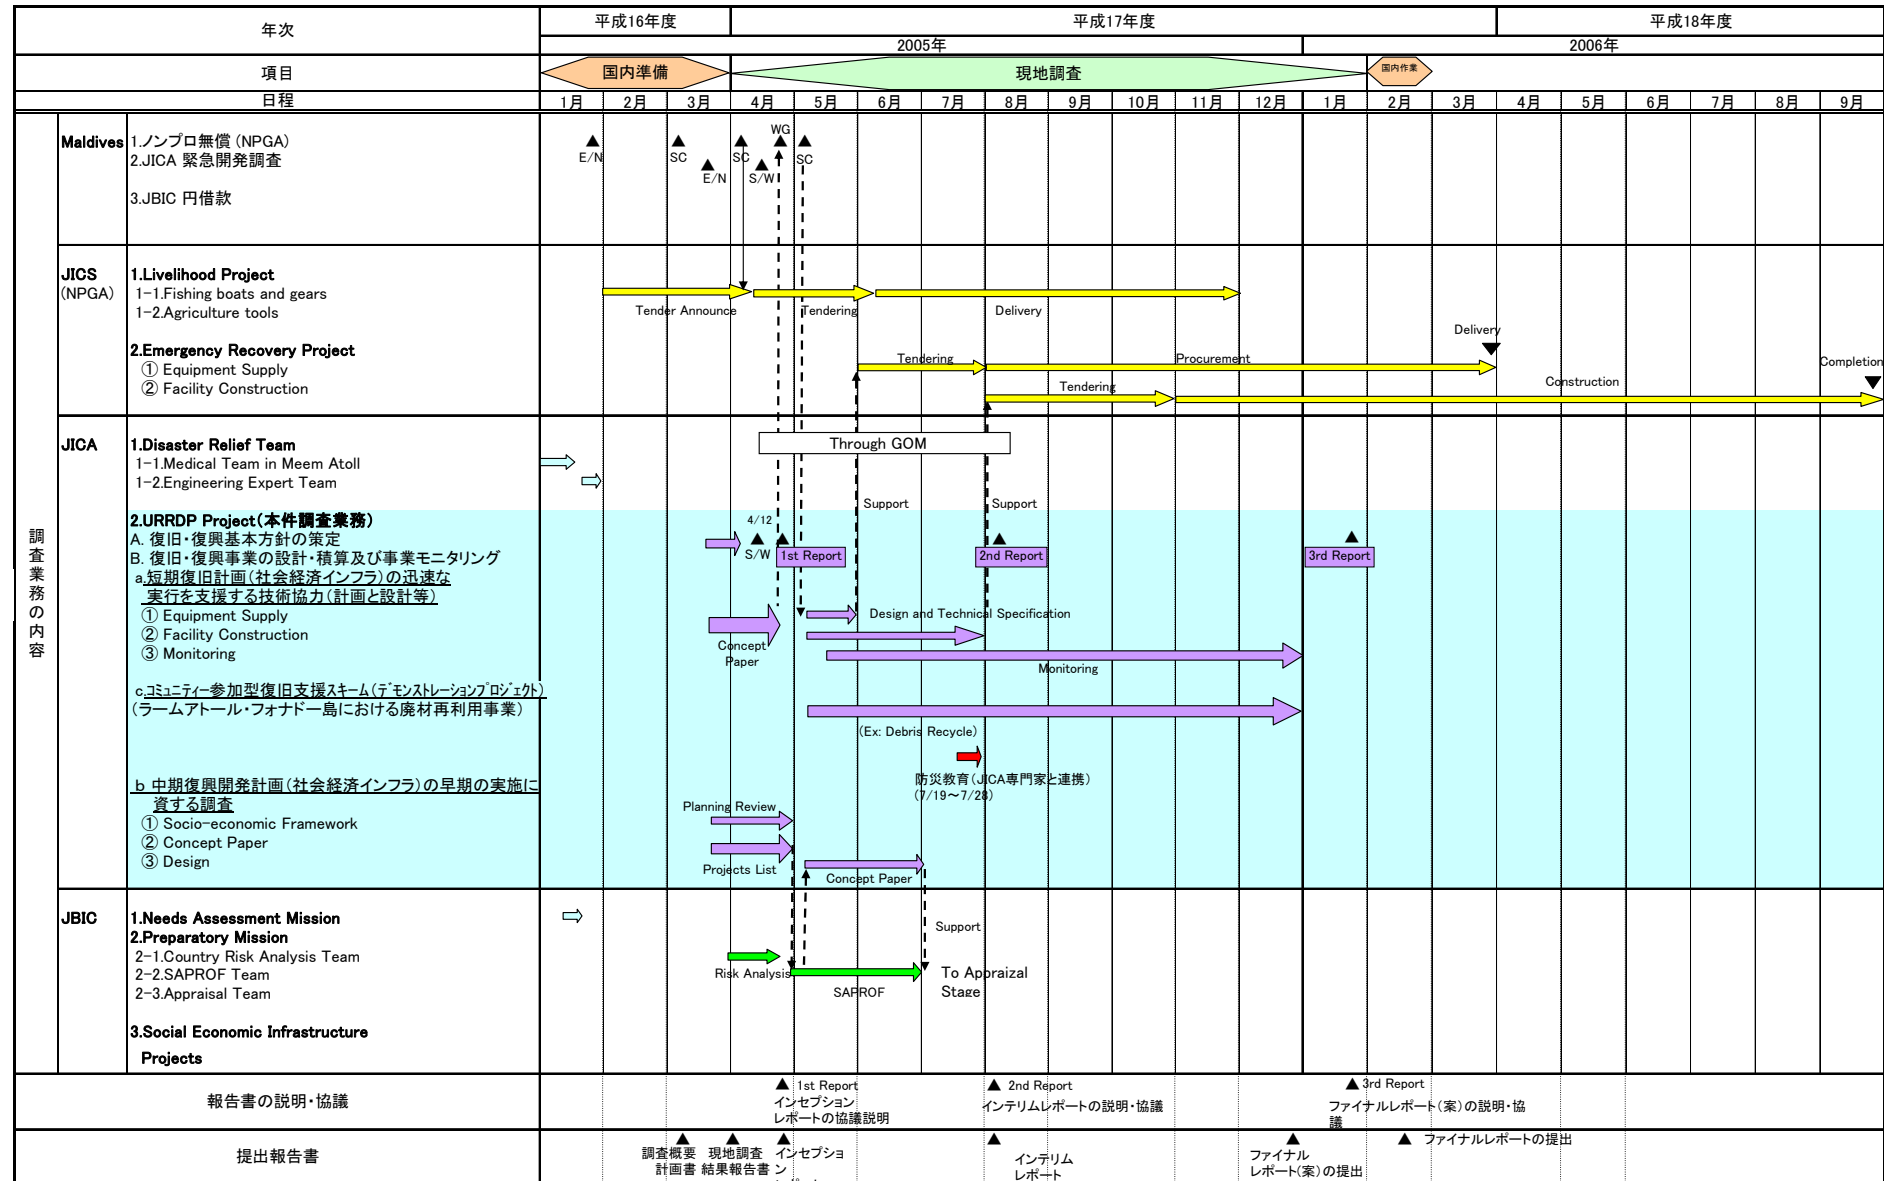 年次
平成16年度
平成17年度
平成18年度
2005年
2006年
項目
国内準備
現地調査
国内作業
日程
1月 2月 3月 4月 5月 6月 7月 8月 9月 10月 11月 12月 1月 2月 3月 4月 5月 6月 7月 8月 9月
調査業務の内容
Maldives
1.ノンプロ無償 (NPGA)
2.JICA 緊急開発調査
3.JBIC 円借款
▲ ▲ ▲ WG ▲ ▲
E/N SC SC SC
▲ ▲
E/N S/W
JICS
(NPGA)
1.Livelihood Project
1-1.Fishing boats and gears
1-2.Agriculture tools
Tender Announce
Tendering
Delivery
2.Emergency Recovery Project
① Equipment Supply
② Facility Construction
Delivery
▼
Tendering
Procurement
Completion
▼
Tendering
Construction
JICA
1.Disaster Relief Team
1-1.Medical Team in Meem Atoll
1-2.Engineering Expert Team
Through GOM
Support
Support
2.URRDP Project(本件調査業務)
A. 復旧・復興基本方針の策定
B. 復旧・復興事業の設計・積算及び事業モニタリング
a.短期復旧計画(社会経済インフラ)の迅速な
実行を支援する技術協力(計画と設計等)
① Equipment Supply
② Facility Construction
③ Monitoring
4/12
▲ ▲ ▲ ▲
S/W
1st Report
2nd Report
3rd Report
Design and Technical Specification
Concept
Paper
Monitoring
c.コミュニティー参加型復旧支援スキーム(デモンストレーションプロジェクト)
(ラームアトール・フォナドー島における廃材再利用事業)
(Ex: Debris Recycle)
防災教育(JICA専門家と連携)
(7/19～7/28)
b 中期復興開発計画(社会経済インフラ)の早期の実施に
資する調査
① Socio-economic Framework
② Concept Paper
③ Design
Planning Review
Projects List
Concept Paper
JBIC
1.Needs Assessment Mission
2.Preparatory Mission
2-1.Country Risk Analysis Team
2-2.SAPROF Team
2-3.Appraisal Team
Support
Risk Analysis
SAPROF
To Appraizal
Stage
3.Social Economic Infrastructure
Projects
報告書の説明・協議
▲ 1st Report
インセプション
レポートの協議説明
▲ 2nd Report
インテリムレポートの説明・協議
▲ 3rd Report
ファイナルレポート(案)の説明・協
議
提出報告書
▲ ▲ ▲ ▲ ▲ ▲
調査概要
計画書
現地調査
結果報告書
インセプショ
ン
インテリム
レポート
ファイナル
レポート(案)の提出
ファイナルレポートの提出